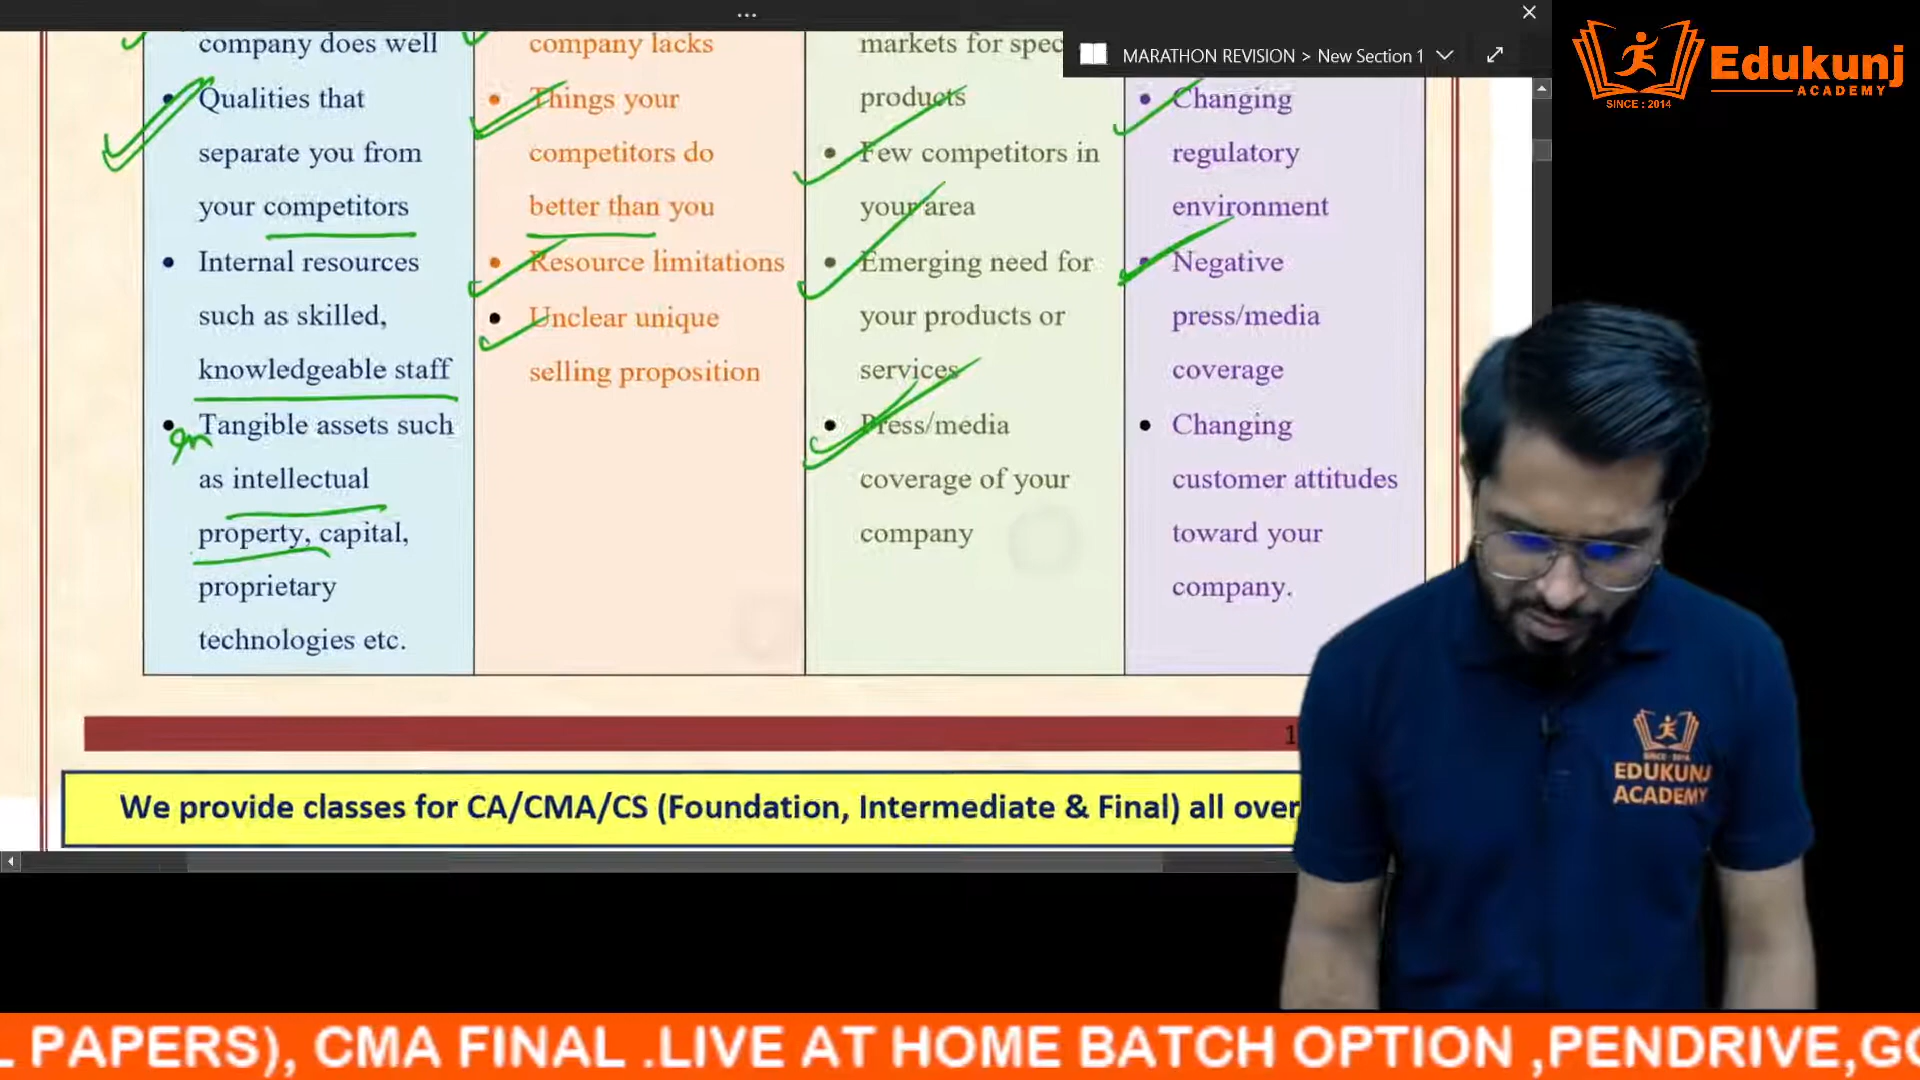 ...
MARATHON REVISION > New Section 1
Edukunj
ACADEMY
SINCE : 2014
company does well
Qualities that
separate you from
your competitors
Internal resources
such as skilled,
knowledgeable staff
In
Tangible assets such
as intellectual
property, capital,
proprietary
technologies etc.
company lacks
Things your
competitors do
better than you
Resource limitations
Unclear unique
selling proposition
markets for spec
products
Few competitors in
your area
Emerging need for
your products or
services
Press/media
coverage of your
company
Changing
regulatory
environment
Negative
press/media
coverage
Changing
customer attitudes
toward your
company.
1
We provide classes for CA/CMA/CS (Foundation, Intermediate & Final) all over
SINCE : 2014
EDUKUNJ
ACADEMY
L PAPERS), CMA FINAL .LIVE AT HOME BATCH OPTION ,PENDRIVE,GO